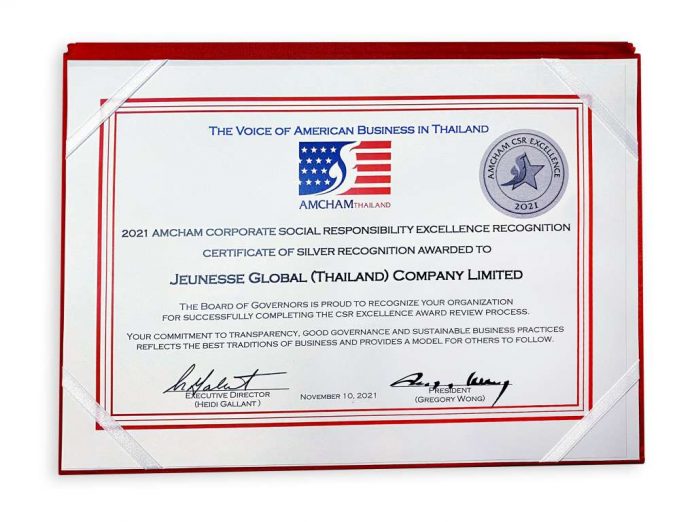 THE VOICE OF AMERICAN BUSINESS IN THAILAND
AMCHAM CSR EXCELLENCE
2021
AMCHAMTHAILAND
2021 AMCHAM CORPORATE SOCIAL RESPONSIBILITY EXCELLENCE RECOGNITION
CERTIFICATE OF SILVER RECOGNITION AWARDED TO
JEUNESSE GLOBAL (THAILAND) COMPANY LIMITED
THE BOARD OF GOVERNORS IS PROUD TO RECOGNIZE YOUR ORGANIZATION
FOR SUCCESSFULLY COMPLETING THE CSR EXCELLENCE AWARD REVIEW PROCESS.
YOUR COMMITMENT TO TRANSPARENCY, GOOD GOVERNANCE AND SUSTAINABLE BUSINESS PRACTICES
REFLECTS THE BEST TRADITIONS OF BUSINESS AND PROVIDES A MODEL FOR OTHERS TO FOLLOW.
EXECUTIVE DIRECTOR
(HEIDI GALLANT )
NOVEMBER 10, 2021
PRESIDENT
(GREGORY WONG)